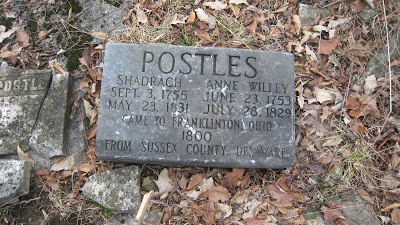 POSTLES
SHADRACH ANNE WILLEY
SEPT. 3, 1755 JUNE 23, 1753
MAY 23, 1831 JULY 28, 1829
CAME TO FRANKLINTON, OHIO
1800
FROM SUSSEX COUNTY, DELAWARE
POSTL